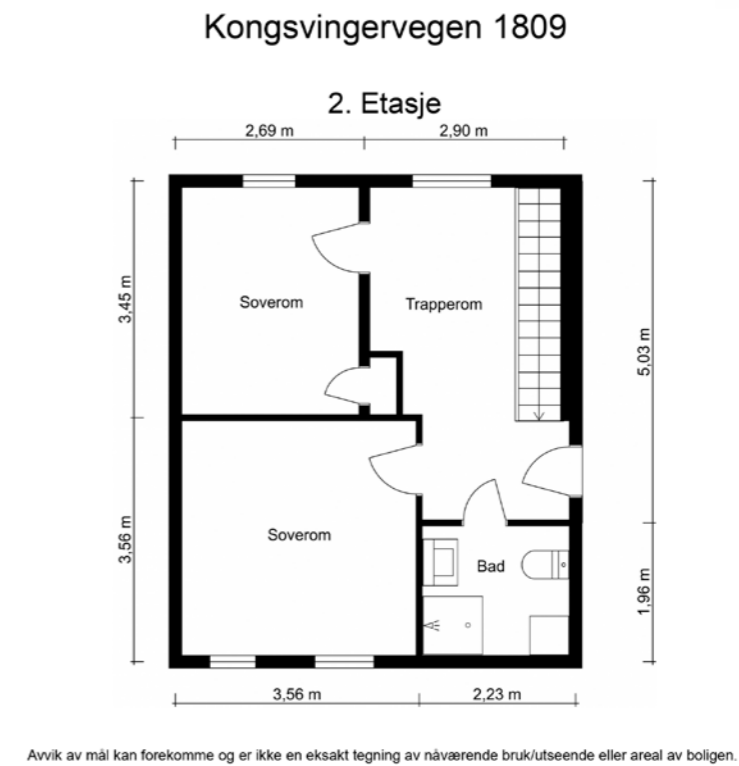 Kongsvingervegen 1809
2. Etasje
2,69 m
2,90 m
3,45 m
Soverom
Trapperom
5,03 m
3,56 m
Soverom
Bad
1,96 m
3,56 m
2,23 m
Avvik av mål kan forekomme og er ikke en eksakt tegning av nåværende bruk/utseende eller areal av boligen.